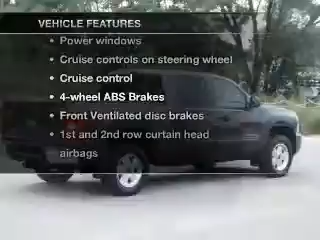 VEHICLE FEATURES
• Power windows
• Cruise controls on steering wheel
• Cruise control
• 4-wheel ABS Brakes
• Front Ventilated disc brakes
• 1st and 2nd row curtain head
airbags